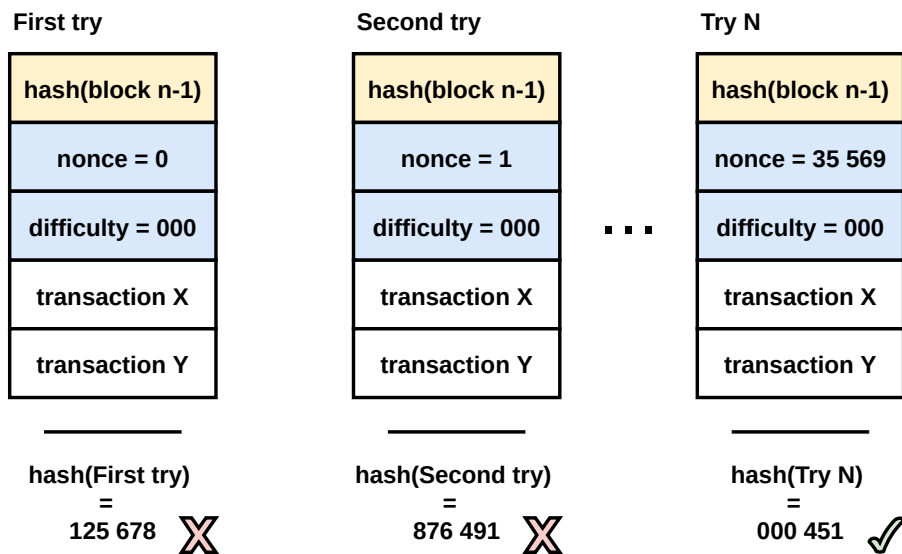 First try
hash(block n-1)
nonce = 0
difficulty = 000
transaction X
transaction Y
hash(First try)
=
125 678
Second try
hash(block n-1)
nonce = 1
difficulty = 000
transaction X
transaction Y
hash(Second try)
=
876 491
...
Try N
hash(block n-1)
nonce = 35 569
difficulty = 000
transaction X
transaction Y
hash(Try N)
=
000 451